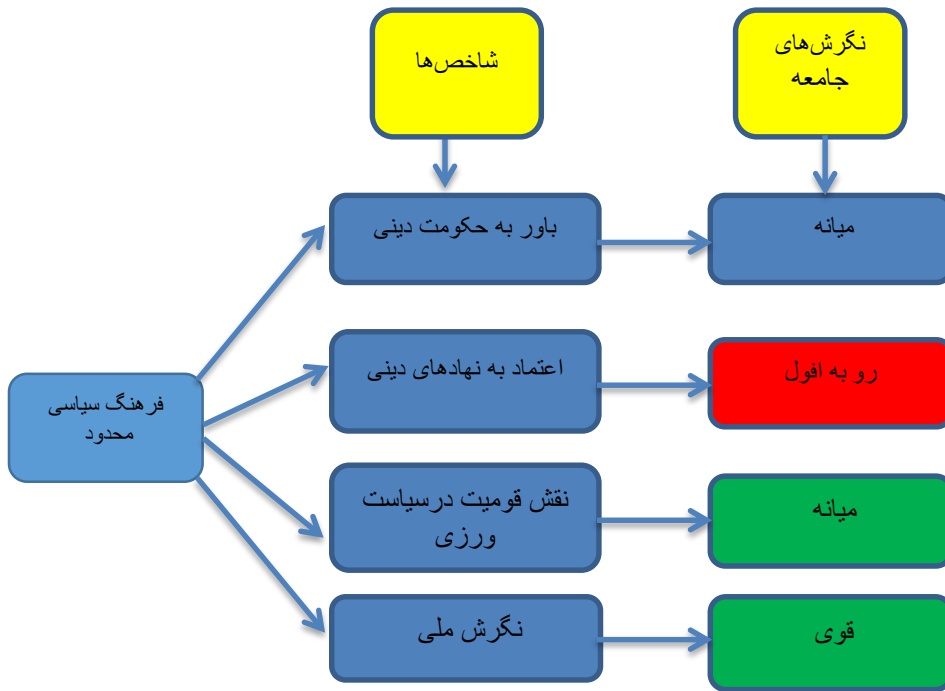 نگرش‌های
جامعه
شاخص‌ها
باور به حکومت دینی
میانه
اعتماد به نهادهای دینی
رو به افول
فرهنگ سیاسی
محدود
نقش قومیت درسیاست
ورزی
میانه
نگرش ملی
قوی